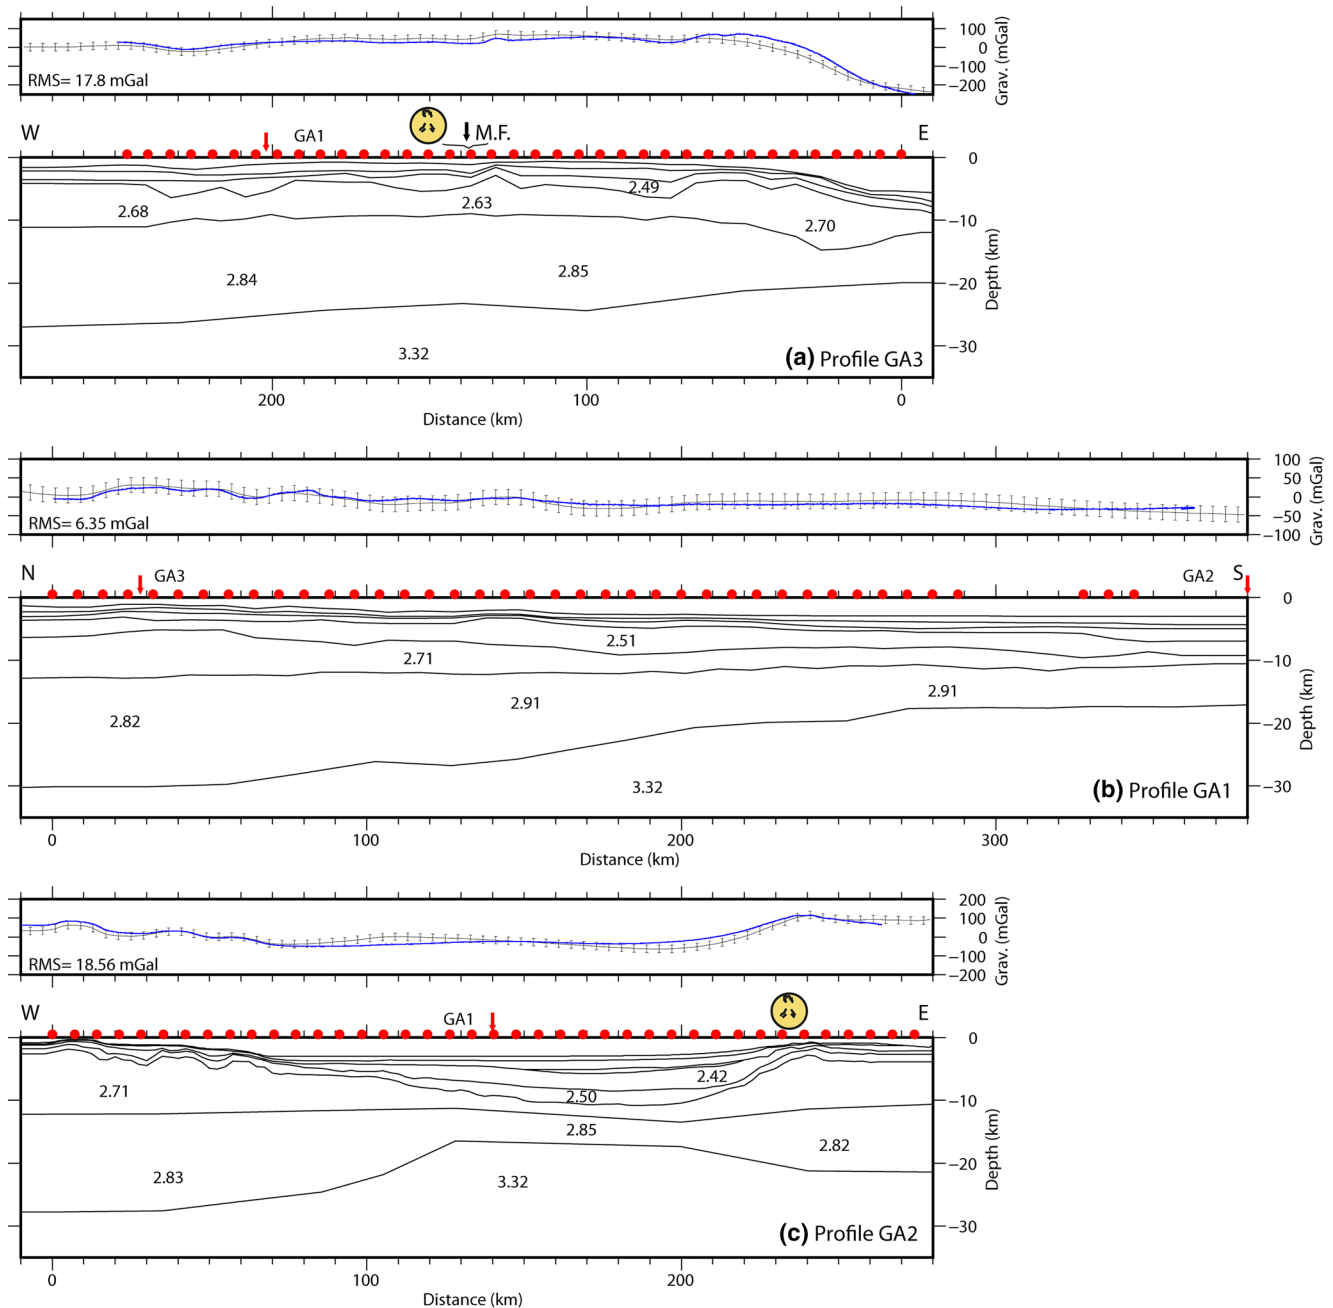 100
0
−100
−200
Grav. (mGal)
RMS= 17.8 mGal
W
GA1
M.F.
E
0
−10
−20
−30
Depth (km)
2.49
2.68
2.63
2.70
2.84
2.85
3.32
(a) Profile GA3
200
100
0
Distance (km)
100
50
0
−50
−100
Grav. (mGal)
RMS= 6.35 mGal
N
GA3
GA2
S
0
−10
−20
−30
Depth (km)
2.51
2.71
2.91
2.91
2.82
3.32
(b) Profile GA1
0
100
200
300
Distance (km)
200
100
0
−100
−200
Grav. (mGal)
RMS= 18.56 mGal
W
GA1
E
0
−10
−20
−30
Depth (km)
2.42
2.71
2.50
2.85
2.82
2.83
3.32
(c) Profile GA2
0
100
200
Distance (km)